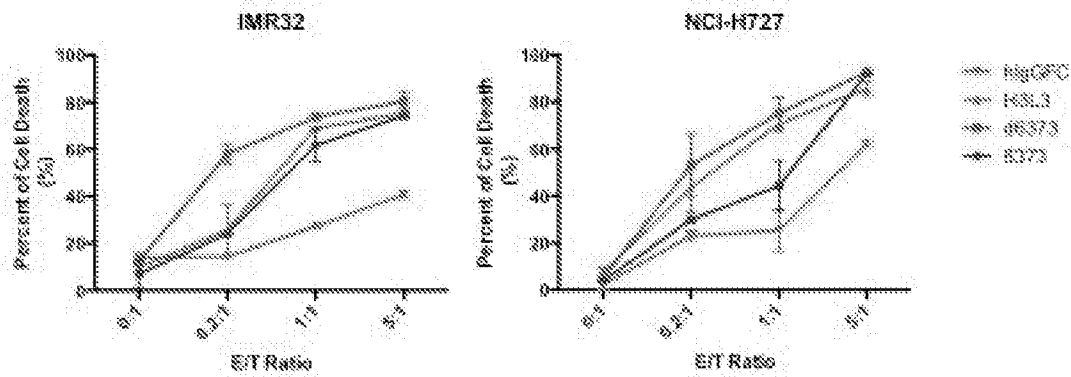 IMR32
NCI-H727
100
80
60
40
20
0
Percent of Cell Death
(%)
0:1
0.2:1
1:1
5:1
E/T Ratio
100
80
60
40
20
0
Percent of Cell Death
(%)
0:1
0.2:1
1:1
5:1
E/T Ratio
H3L3
d6373
6373